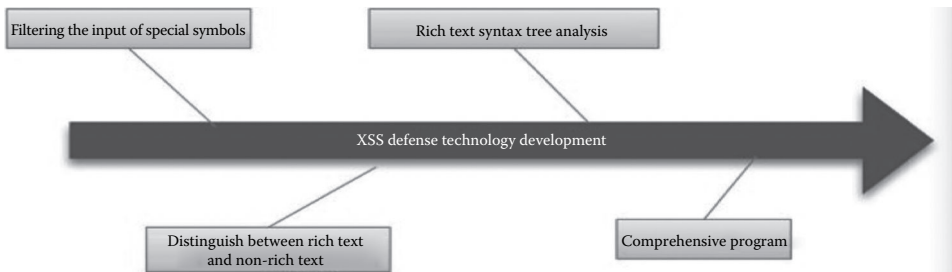 Filtering the input of special symbols
Rich text syntax tree analysis
XSS defense technology development
Distinguish between rich text
and non-rich text
Comprehensive program